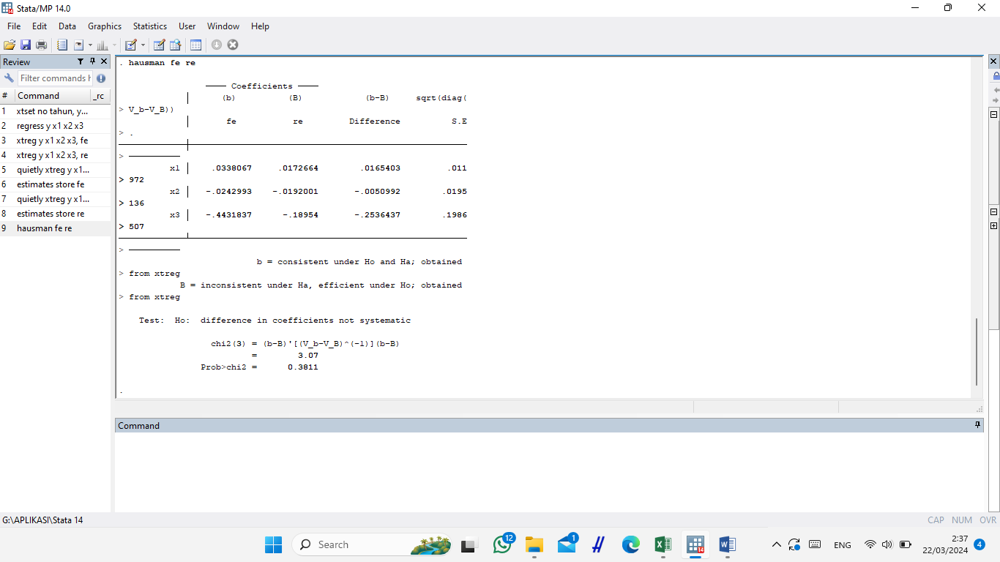 Stata/MP 14.0
File Edit Data Graphics Statistics User Window Help
Review
Filter commands h
# Command _rc
1 xtset no tahun, y...
2 regress y x1 x2 x3
3 xtreg y x1 x2 x3, fe
4 xtreg y x1 x2 x3, re
5 quietly xtreg y x1...
6 estimates store fe
7 quietly xtreg y x1...
8 estimates store re
9 hausman fe re
. hausman fe re
Coefficients
(b) (B) (b-B) sqrt(diag(
> V_b-V_B))
fe re Difference S.E
> .
>
x1 .0338067 .0172664 .0165403 .011
> 972
x2 -.0242993 -.0192001 -.0050992 .0195
> 136
x3 -.4431837 -.18954 -.2536437 .1986
> 507
>
b = consistent under Ho and Ha; obtained
> from xtreg
B = inconsistent under Ha, efficient under Ho; obtained
> from xtreg
Test: Ho: difference in coefficients not systematic
chi2(3) = (b-B)'[(V_b-V_B)^(-1)](b-B)
= 3.07
Prob>chi2 = 0.3811
.
Command
G:\APLIKASI\Stata 14
CAP NUM OVR
Search
12
1
14
ENG
2:37
22/03/2024
4